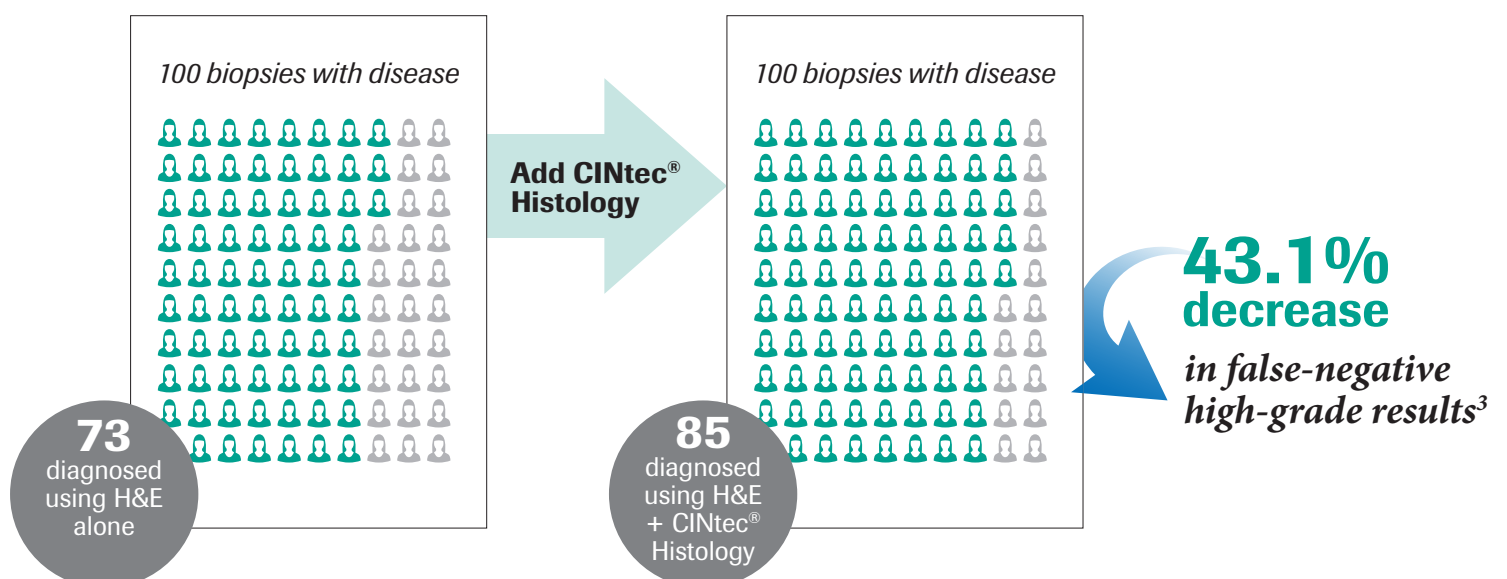 100 biopsies with disease
73
diagnosed
using H&E
alone
Add CINtec®
Histology
100 biopsies with disease
85
diagnosed
using H&E
+ CINtec®
Histology
43.1%
decrease
in false-negative
high-grade results³